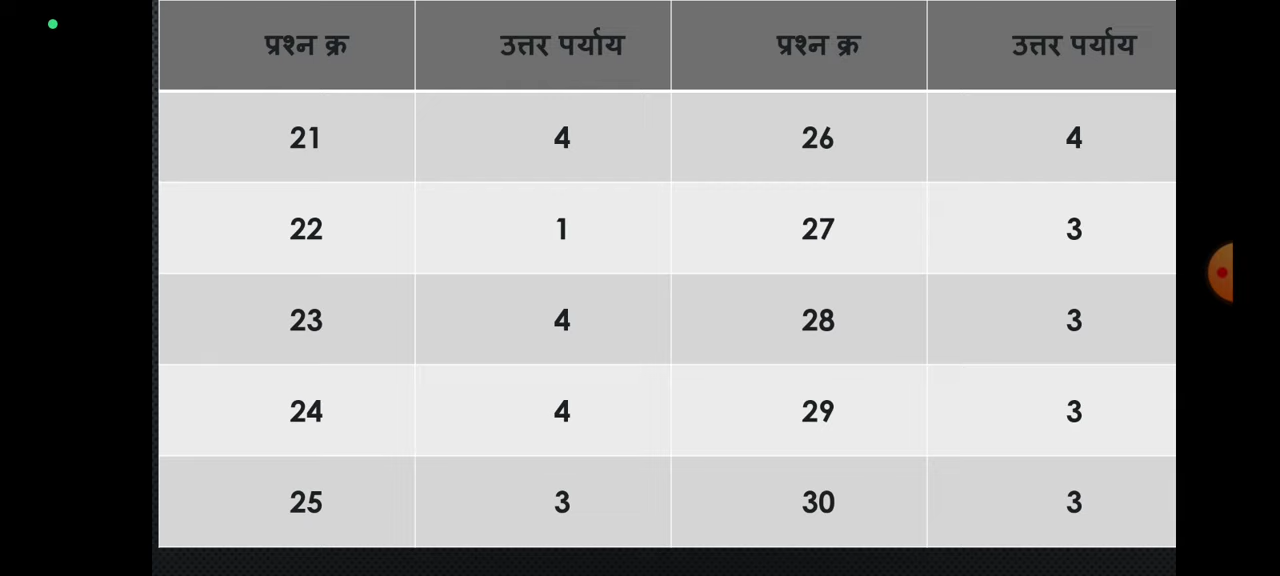 प्रश्न क्र उत्तर पर्याय प्रश्न क्र उत्तर पर्याय
21 4 26 4
22 1 27 3
23 4 28 3
24 4 29 3
25 3 30 3